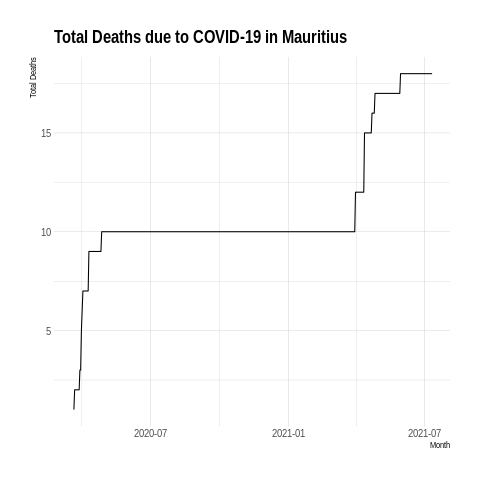 Total Deaths due to COVID-19 in Mauritius
Total Deaths
15
10
5
2020-07
2021-01
2021-07
Month